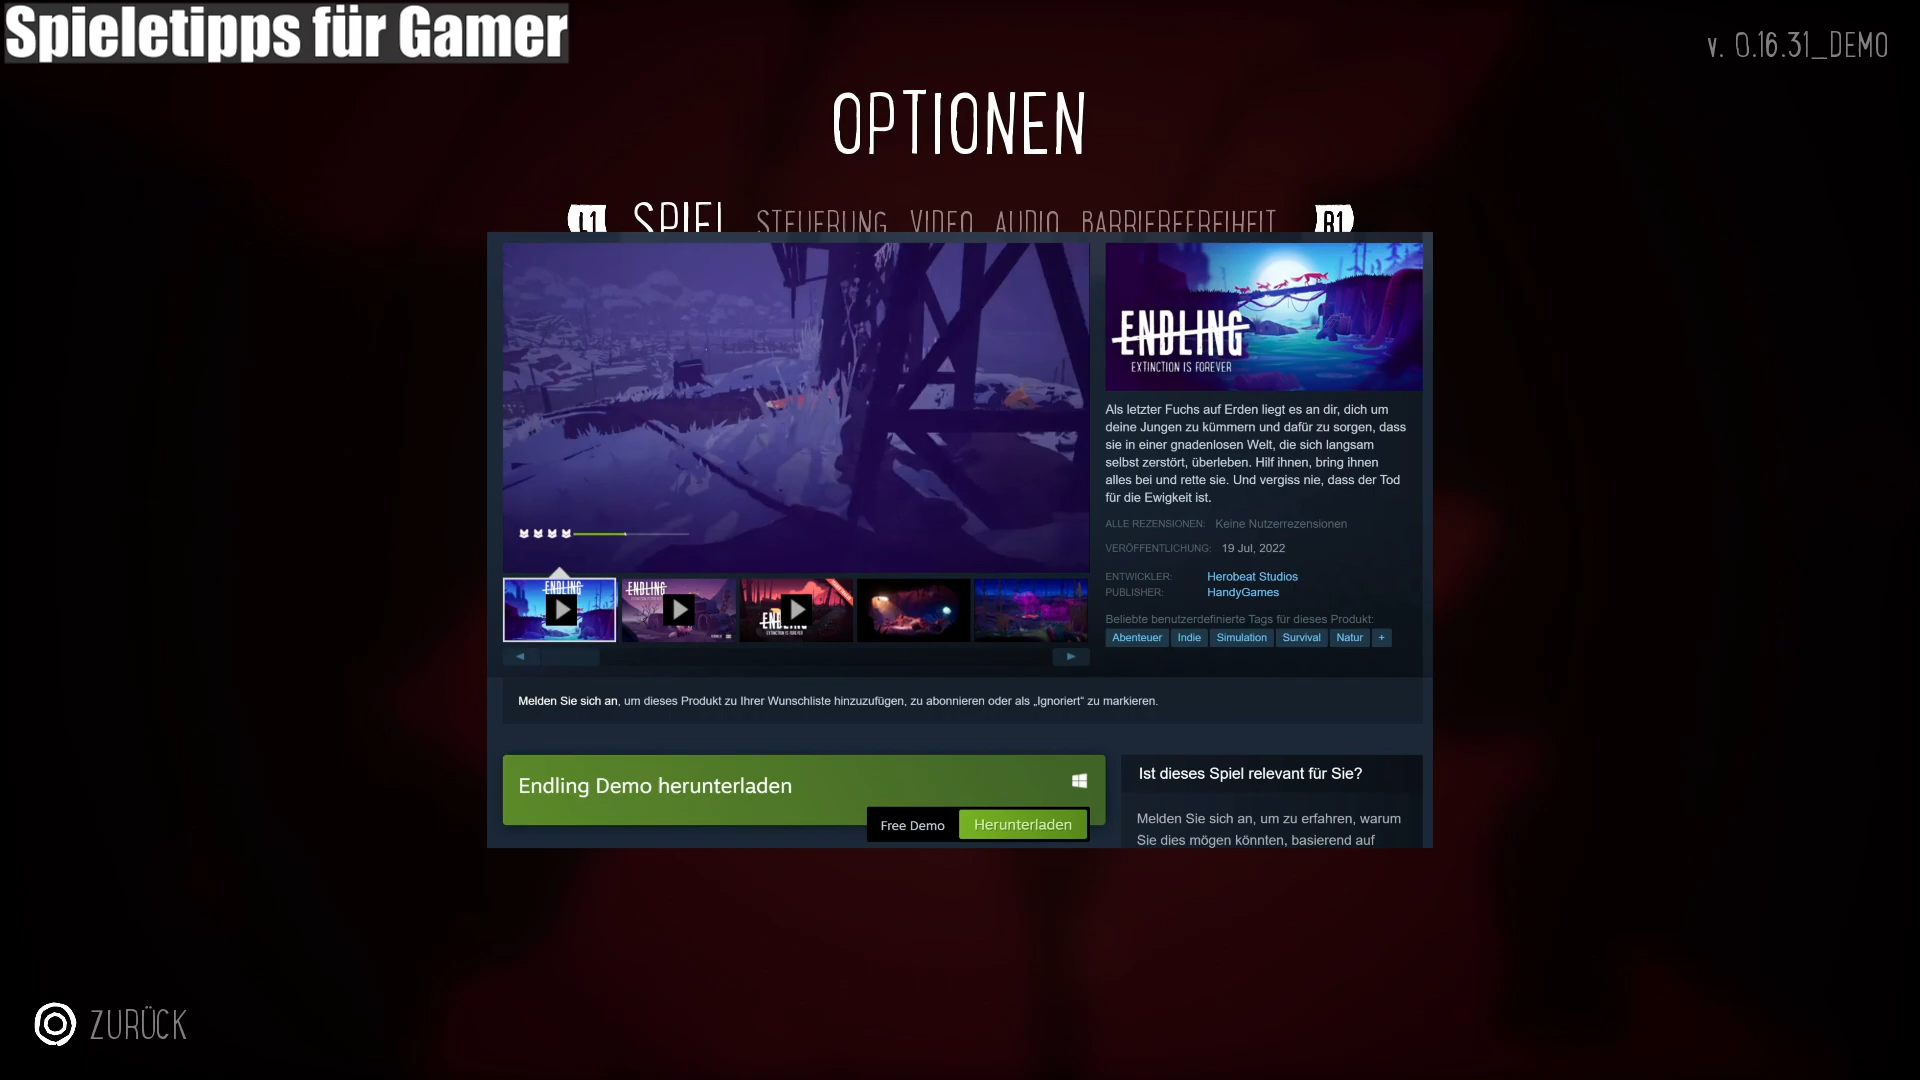 Spieletipps für Gamer
v. 0.16.31_DEMO
OPTIONEN
L1 SPIEL STEUERUNG VIDEO AUDIO BARRIEREFREIHEIT R1
ENDLING
EXTINCTION IS FOREVER
Als letzter Fuchs auf Erden liegt es an dir, dich um
deine Jungen zu kümmern und dafür zu sorgen, dass
sie in einer gnadenlosen Welt, die sich langsam
selbst zerstört, überleben. Hilf ihnen, bring ihnen
alles bei und rette sie. Und vergiss nie, dass der Tod
für die Ewigkeit ist.
ALLE REZENSIONEN: Keine Nutzerrezensionen
VERÖFFENTLICHUNG: 19 Jul, 2022
ENTWICKLER: Herobeat Studios
PUBLISHER: HandyGames
Beliebte benutzerdefinierte Tags für dieses Produkt:
Abenteuer Indie Simulation Survival Natur +
ENDLING
ENDLING
ENDLING
EXTINCTION IS FOREVER
Melden Sie sich an, um dieses Produkt zu Ihrer Wunschliste hinzuzufügen, zu abonnieren oder als „Ignoriert“ zu markieren.
Endling Demo herunterladen
Free Demo Herunterladen
Ist dieses Spiel relevant für Sie?
Melden Sie sich an, um zu erfahren, warum
Sie dies mögen könnten, basierend auf
ZURÜCK